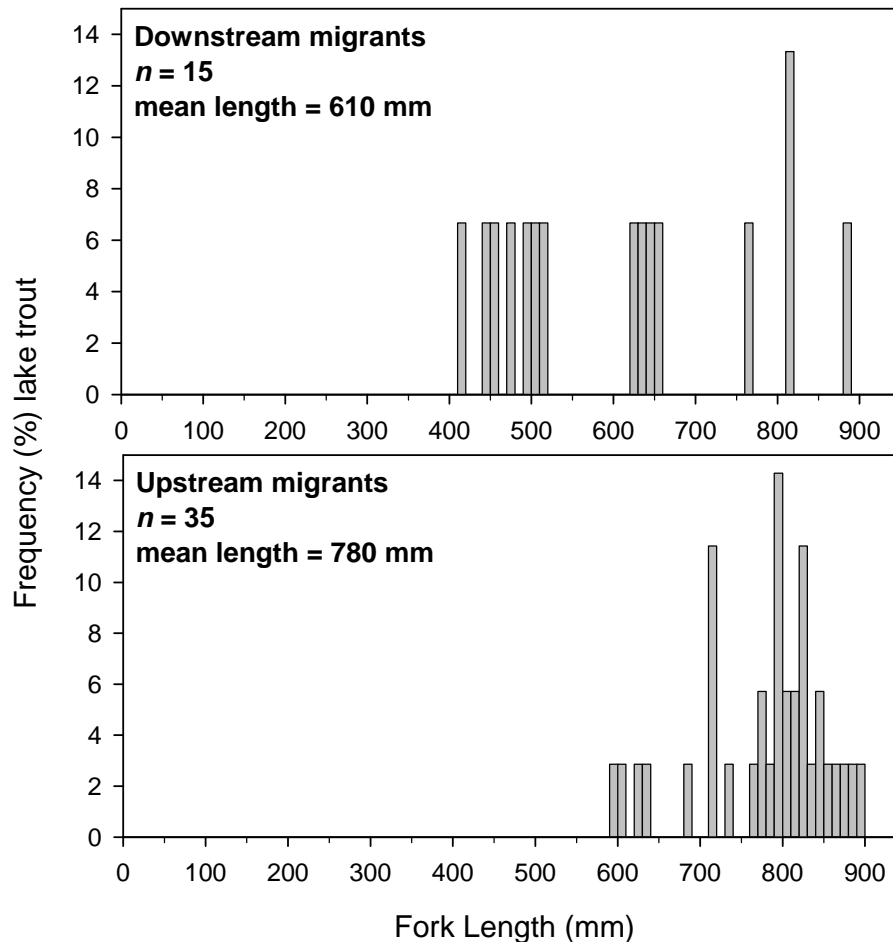 Frequency (%) lake trout
14
12
10
8
6
4
2
0
Downstream migrants
n = 15
mean length = 610 mm
0 100 200 300 400 500 600 700 800 900
14
12
10
8
6
4
2
0
Upstream migrants
n = 35
mean length = 780 mm
0 100 200 300 400 500 600 700 800 900
Fork Length (mm)